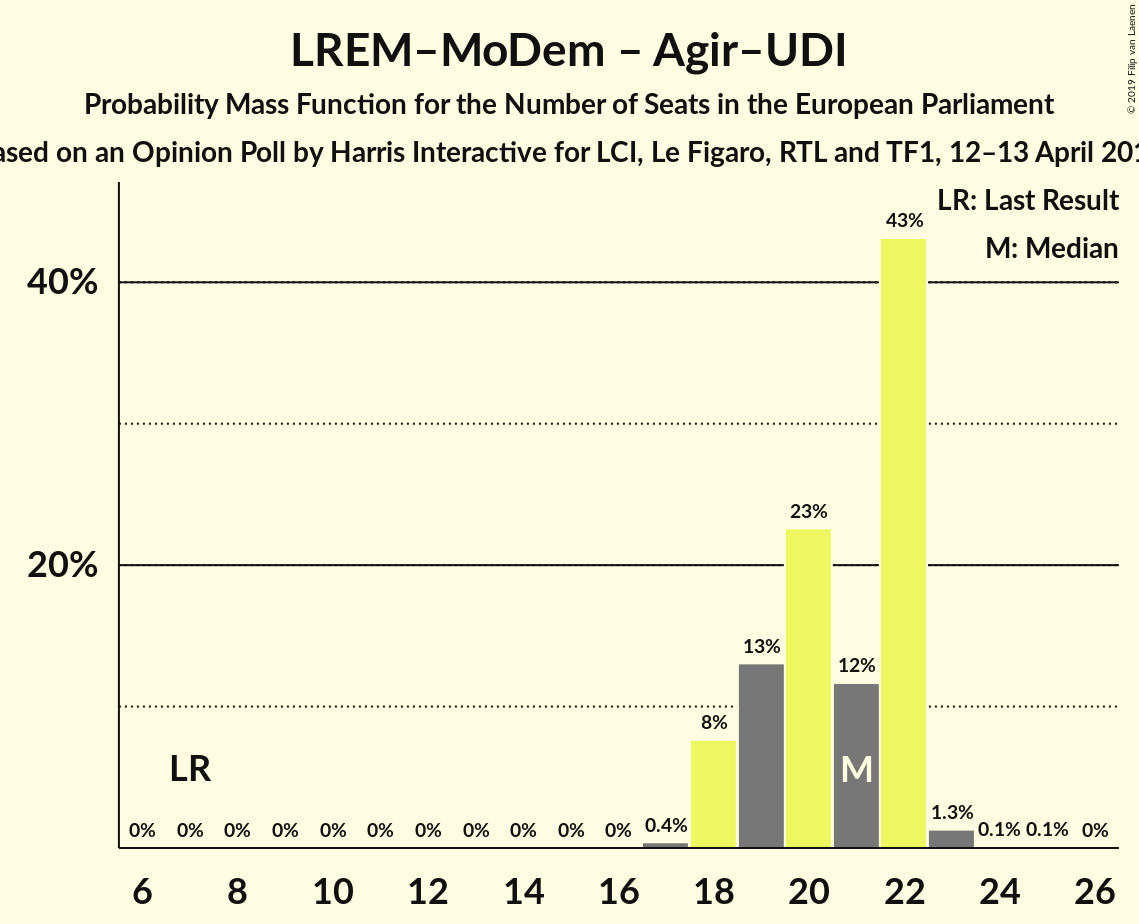 LREM–MoDem – Agir–UDI
Probability Mass Function for the Number of Seats in the European Parliament
ased on an Opinion Poll by Harris Interactive for LCI, Le Figaro, RTL and TF1, 12–13 April 201
© 2019 Filip van Laenen
LR: Last Result
M: Median
40%
20%
43%
23%
13%
12%
8%
LR
M
0% 0% 0% 0% 0% 0% 0% 0% 0% 0% 0% 0.4% 1.3% 0.1% 0.1% 0%
6 8 10 12 14 16 18 20 22 24 26